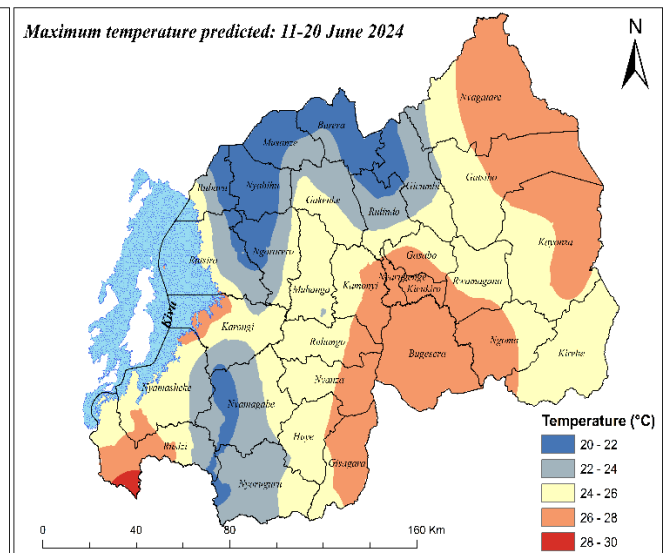 Maximum temperature predicted: 11-20 June 2024
N
Nyagatare
Burera
Musanze
Rubavu
Nyabihu
Gicumbi
Gatsibo
Gakenke
Rulindo
Kayonza
Ngororero
Rutsiro
Gasabo
Nyarugenge
Kicukiro
Rwamagana
Muhanga
Kamonyi
Kivu
Karongi
Ruhango
Bugesera
Ngoma
Kirehe
Nyamasheke
Nyanza
Nyamagabe
Huye
Rusizi
Gisagara
Nyaruguru
Temperature (°C)
20 - 22
22 - 24
24 - 26
26 - 28
28 - 30
0 40 80 160 Km